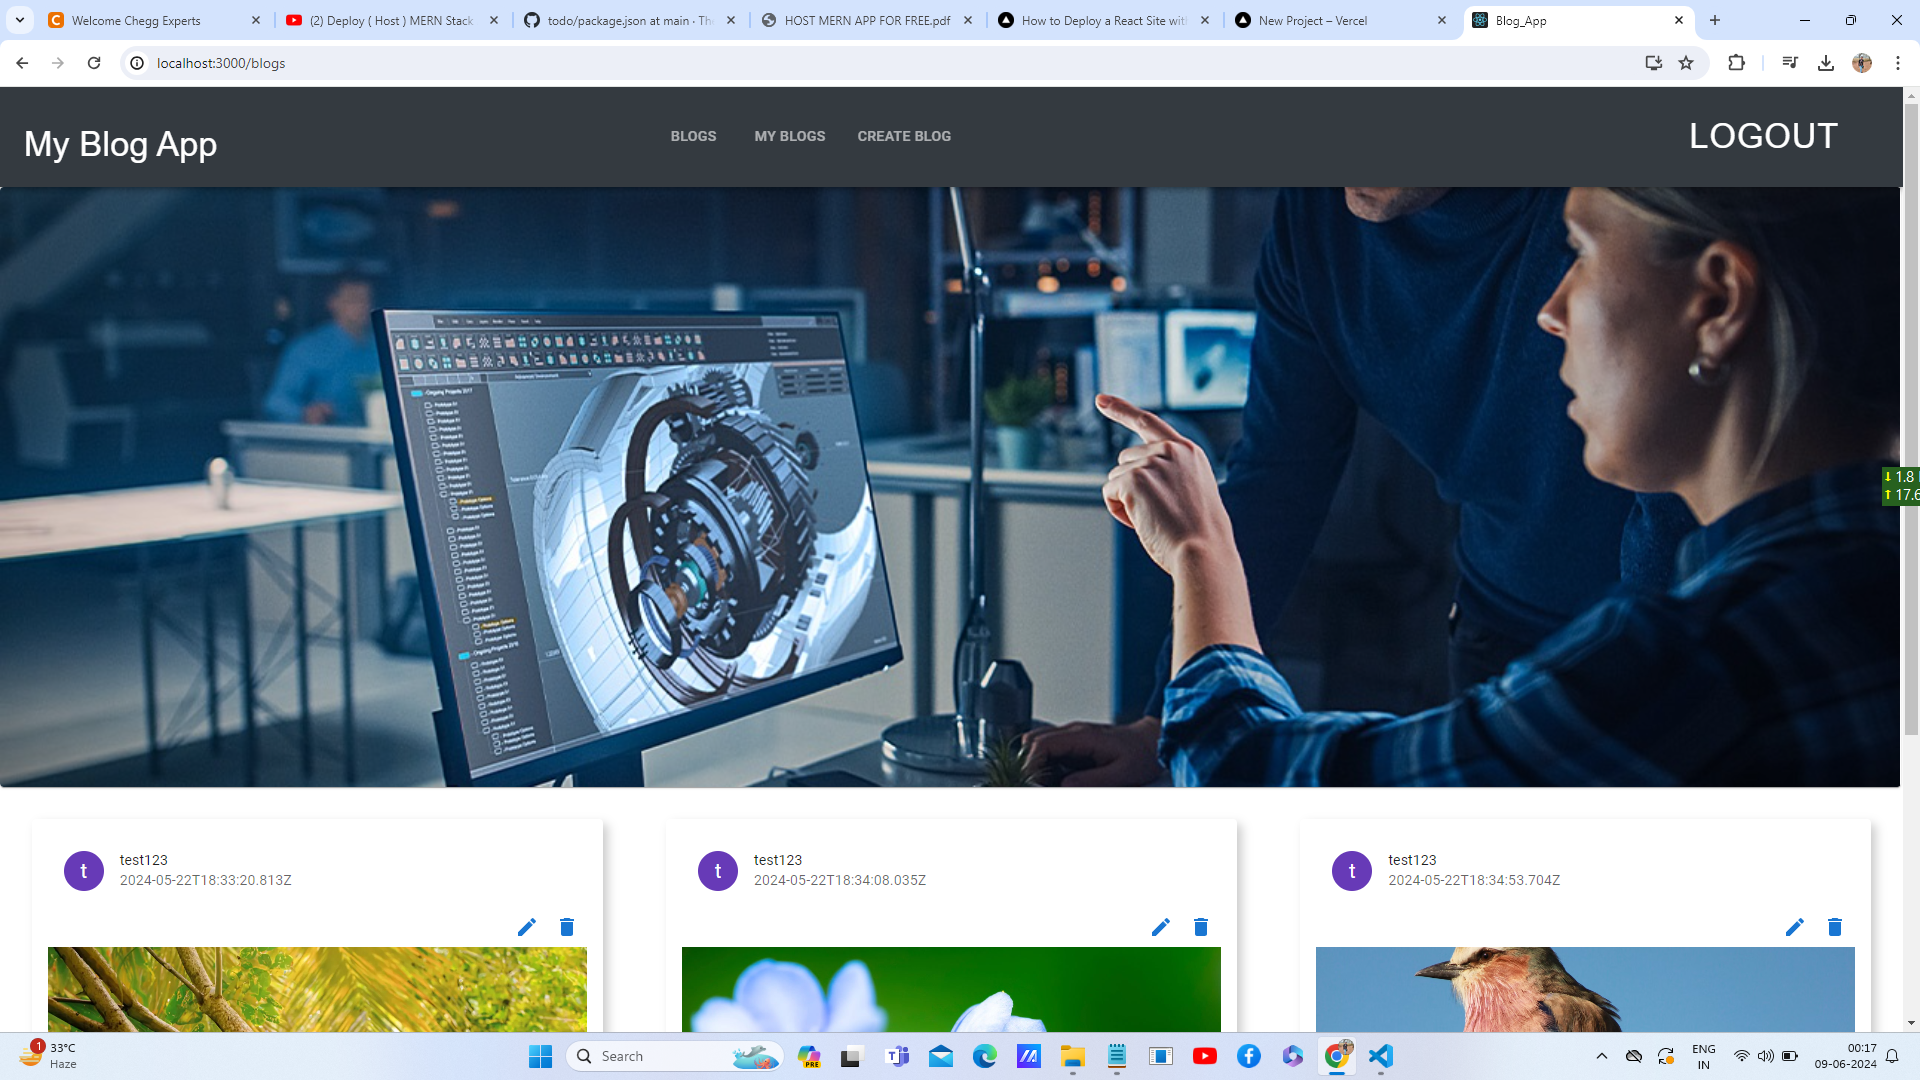 Welcome Chegg Experts
(2) Deploy ( Host ) MERN Stack
todo/package.json at main · Th
HOST MERN APP FOR FREE.pdf
How to Deploy a React Site with
New Project – Vercel
Blog_App
localhost:3000/blogs
My Blog App
BLOGS
MY BLOGS
CREATE BLOG
LOGOUT
1.8
17.6
test123
2024-05-22T18:33:20.813Z
test123
2024-05-22T18:34:08.035Z
test123
2024-05-22T18:34:53.704Z
1
33°C
Haze
Search
PRE
ENG
IN
00:17
09-06-2024